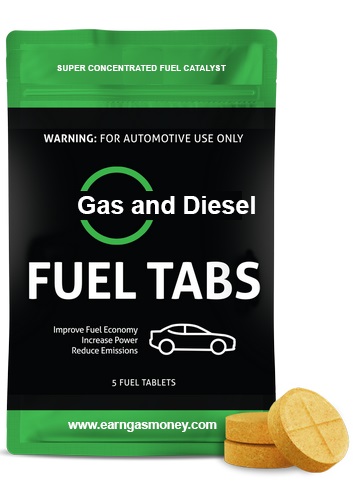 SUPER CONCENTRATED FUEL CATALYST
WARNING: FOR AUTOMOTIVE USE ONLY
Gas and Diesel
FUEL TABS
Improve Fuel Economy
Increase Power
Reduce Emissions
5 FUEL TABLETS
www.earngasmoney.com